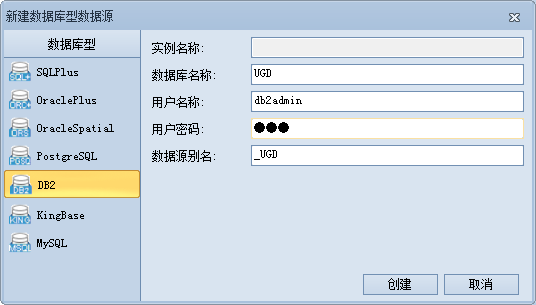 新建数据库型数据源
数据库型
SQLPlus
OraclePlus
OracleSpatial
PostgreSQL
DB2
KingBase
MySQL
实例名称:
数据库名称: UGD
用户名称: db2admin
用户密码: ●●●
数据源别名: _UGD
创建 取消